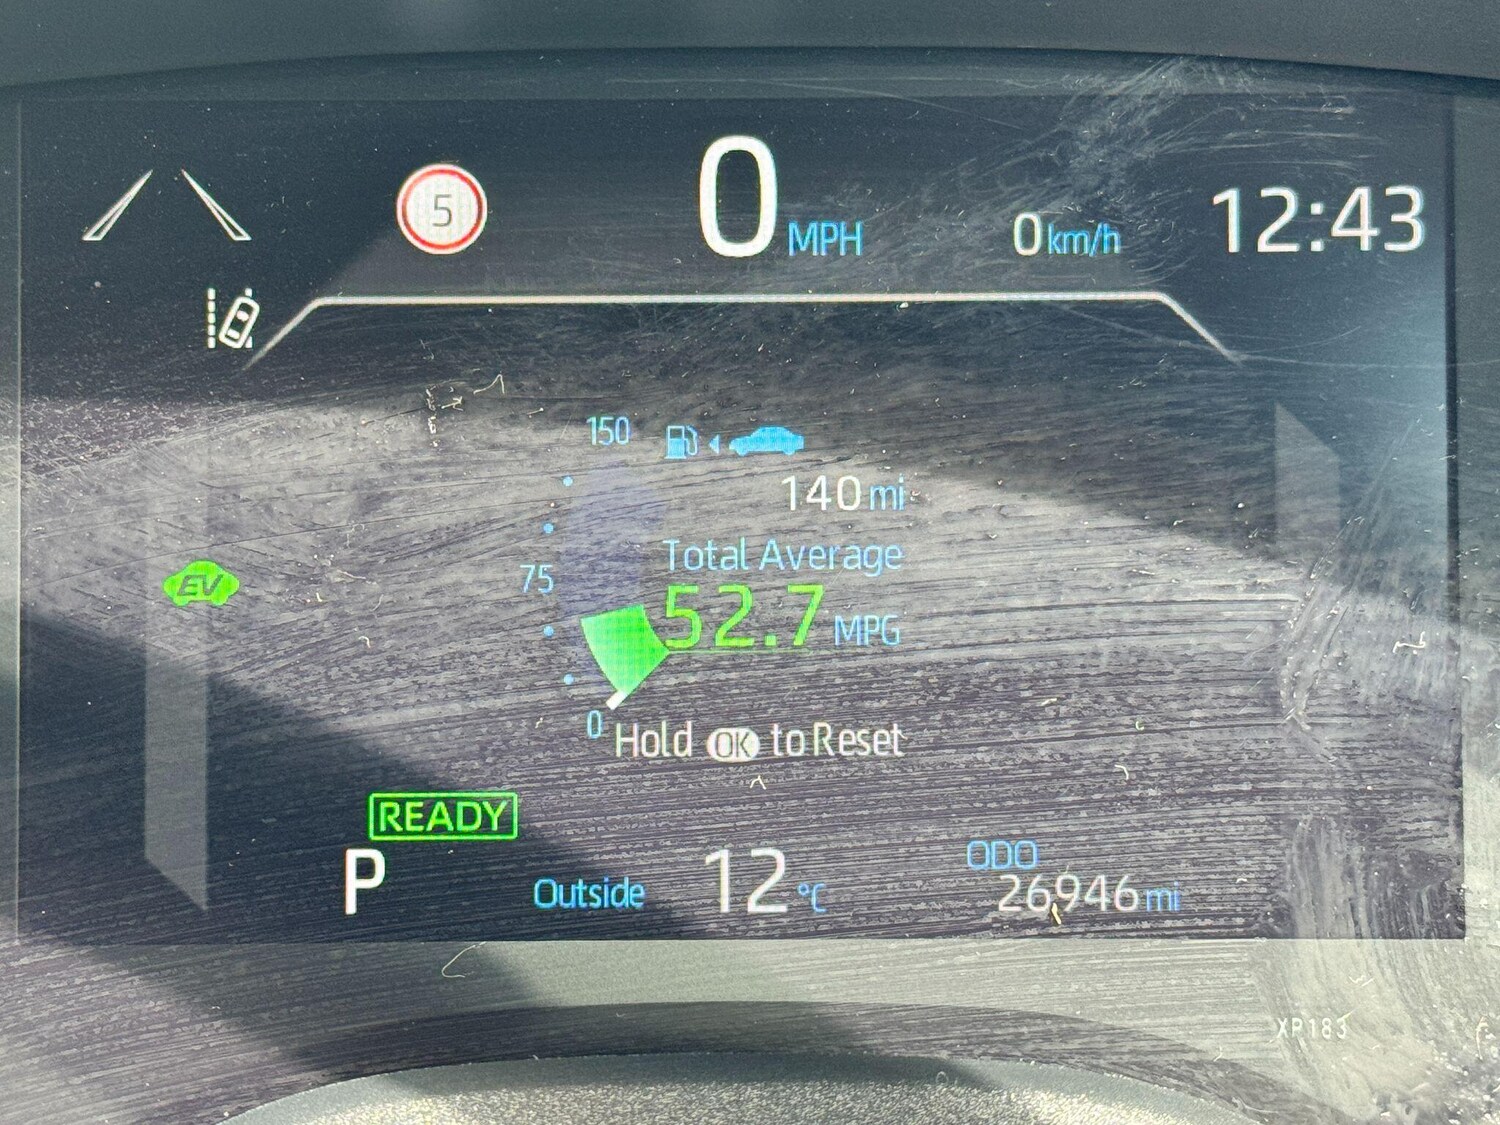 5
0 MPH
0 km/h
12:43
150
140 mi
Total Average
75
52.7 MPG
EV
0
Hold OK to Reset
READY
P
Outside 12 °C
ODO
26946 mi
XP183